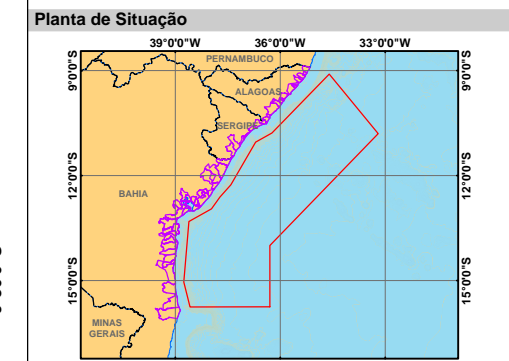 Planta de Situação
39°0'0"W 36°0'0"W 33°0'0"W
9°0'0"S 9°0'0"S
PERNAMBUCO
ALAGOAS
SERGIPE
12°0'0"S 12°0'0"S
BAHIA
15°0'0"S 15°0'0"S
MINAS
GERAIS